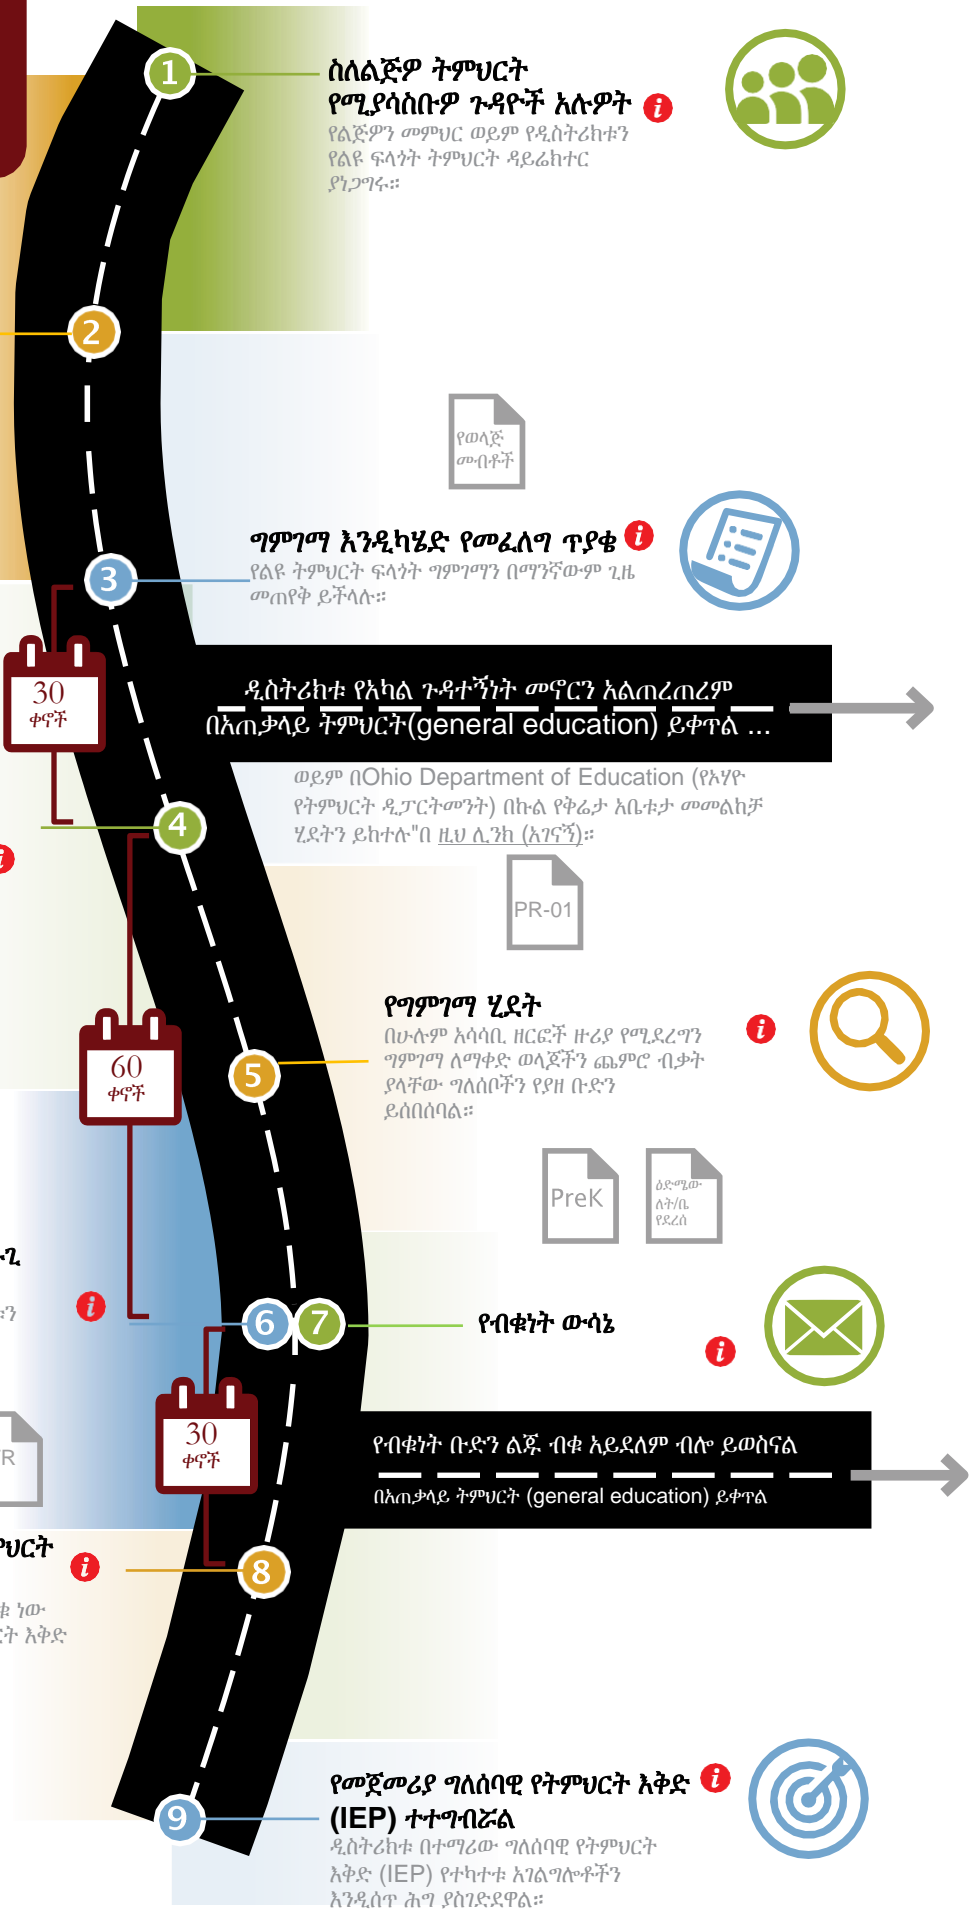 1
ስለልጅዎ ትምህርት
የሚያሳስቡዎ ጉዳዮች አሉዎት i
የልጅዎን መምህር ወይም የዲስትሪክቱን
የልዩ ፍላጎት ትምህርት ዳይሬክተር
ያነጋግሩ።
2
የወላጅ
መብቶች
ግምገማ እንዲካሄድ የመፈለግ ጥያቄ i
3
የልዩ ትምህርት ፍላጎት ግምገማን በማንኛውም ጊዜ
መጠየቅ ይችላሉ።
30
ቀኖች
ዲስትሪክቱ የአካል ጉዳተኝነት መኖርን አልጠረጠረም
በአጠቃላይ ትምህርት(general education) ይቀጥል ...
ወይም በOhio Department of Education (የኦሃዮ
የትምህርት ዲፓርትመንት) በኩል የቅሬታ አቤቱታ መመልከቻ
ሂደትን ይከተሉ"በ ዚህ ሊንክ (አገናኝ)።
4
i
PR-01
የግምገማ ሂደት
በሁሉም አሳሳቢ ዘርፎች ዙሪያ የሚደረግን i
ግምገማ ለማቀድ ወላጆችን ጨምሮ ብቃት
ያላቸው ግለሰቦችን የያዘ ቡድን
ይሰበሰባል።
60
ቀኖች
5
PreK
ዕድሜው
ለት/ቤ
የደረሰ
i
6 7
የብቁነት ውሳኔ
i
30
ቀኖች
የብቁነት ቡድን ልጁ ብቁ አይደለም ብሎ ይወስናል
በአጠቃላይ ትምህርት (general education) ይቀጥል
R
ምህርት i
8
ነው
እቅድ
የመጀመሪያ ግለሰባዊ የትምህርት እቅድ i
9
(IEP) ተተግብሯል
ዲስትሪክቱ በተማሪው ግለሰባዊ የትምህርት
እቅድ (IEP) የተካተቱ አገልግሎቶችን
እንዲሰጥ ሕግ ያስገድደዋል።